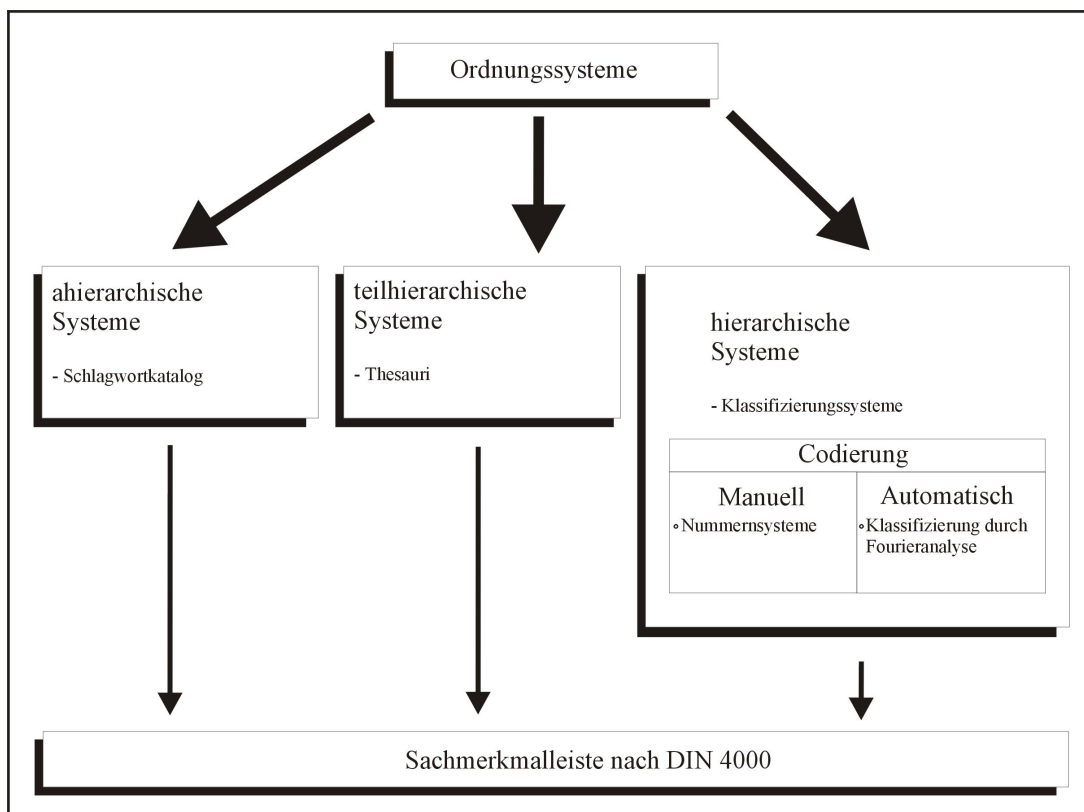 Ordnungssysteme
ahierarchische
Systeme
- Schlagwortkatalog
teilhierarchische
Systeme
- Thesauri
hierarchische
Systeme
- Klassifizierungssysteme
Codierung
Manuell
∘Nummernsysteme
Automatisch
∘Klassifizierung durch
Fourieranalyse
Sachmerkmalleiste nach DIN 4000